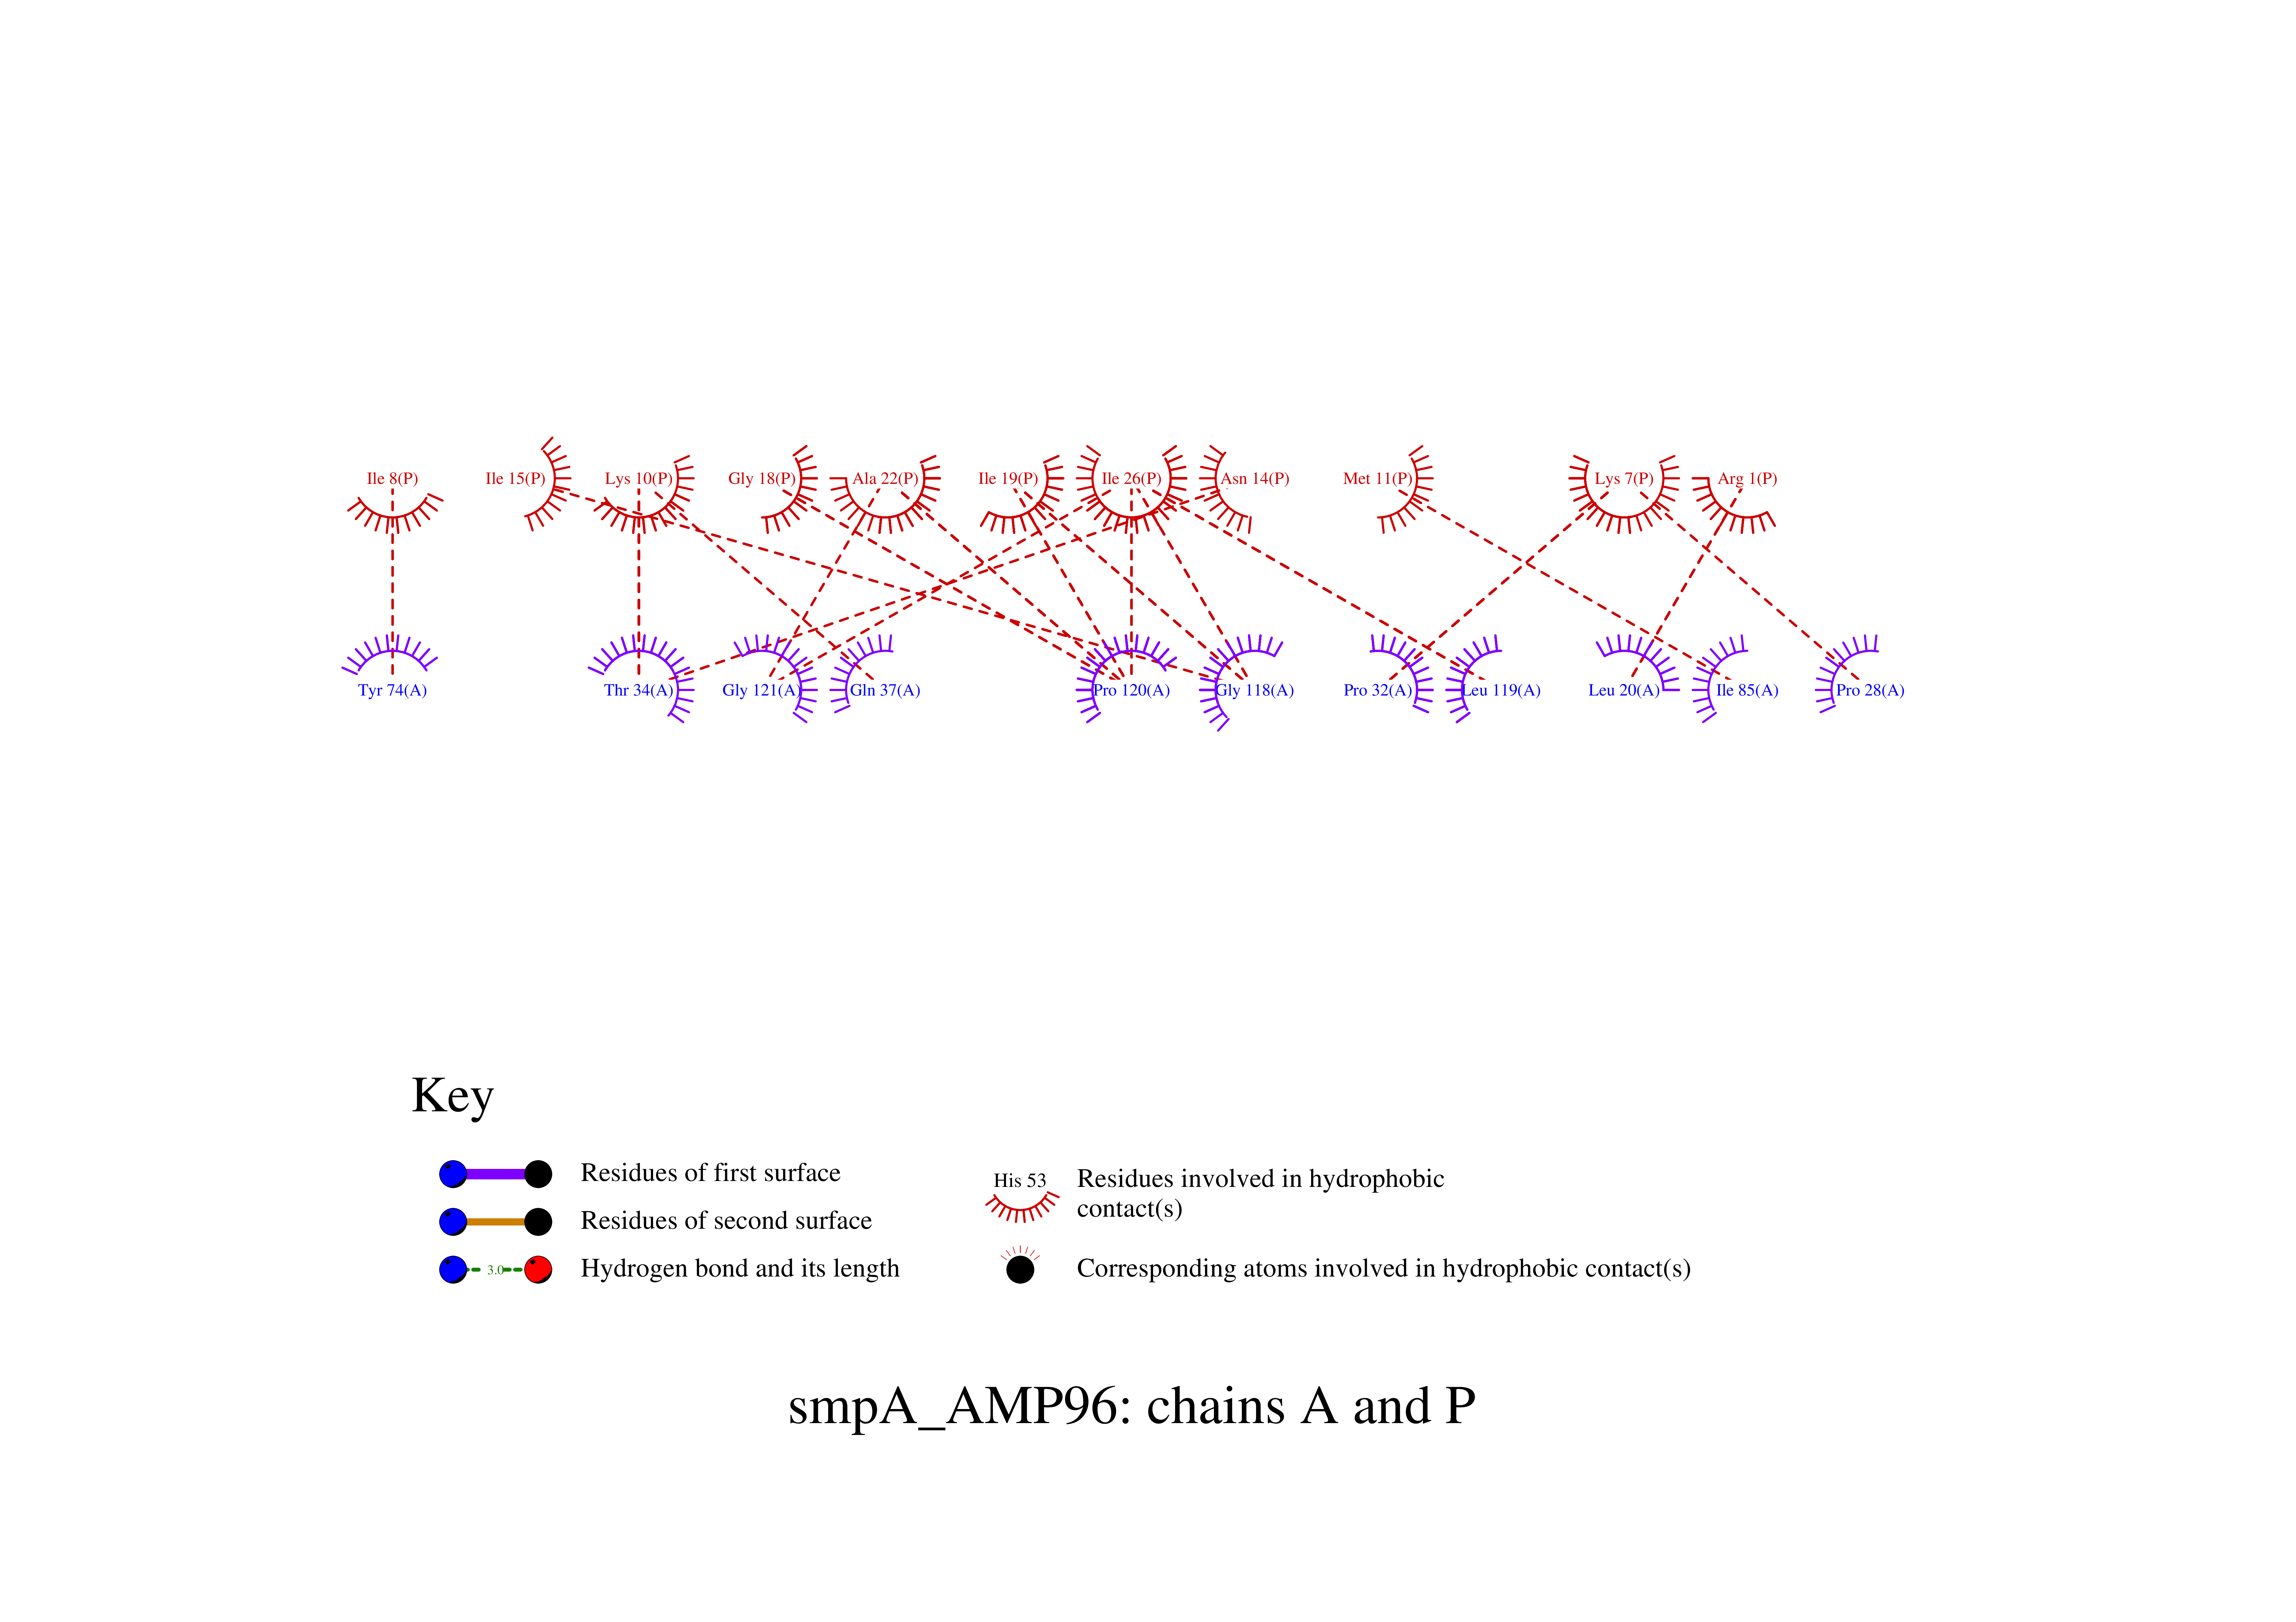 Ile 8(P) Ile 15(P) Lys 10(P) Gly 18(P) Ala 22(P) Ile 19(P) Ile 26(P) Asn 14(P) Met 11(P) Lys 7(P) Arg 1(P)
Tyr 74(A) Thr 34(A) Gly 121(A) Gln 37(A) Pro 120(A) Gly 118(A) Pro 32(A) Leu 119(A) Leu 20(A) Ile 85(A) Pro 28(A)
Key
Residues of first surface
Residues of second surface
3.0 Hydrogen bond and its length
His 53 Residues involved in hydrophobic
contact(s)
Corresponding atoms involved in hydrophobic contact(s)
smpA_AMP96: chains A and P